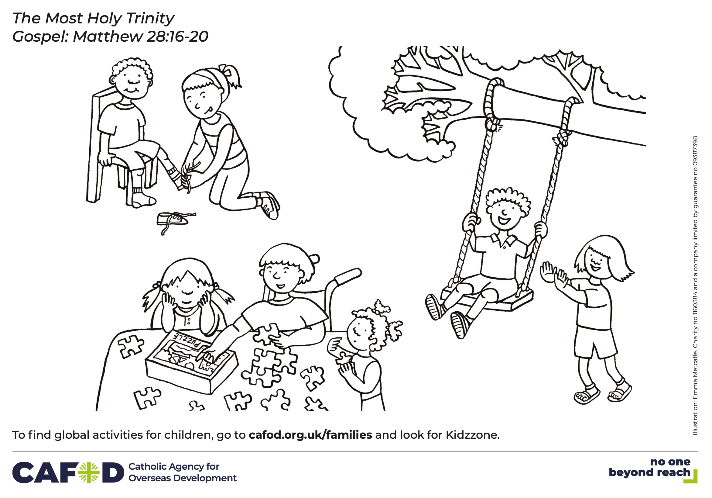 The Most Holy Trinity
Gospel: Matthew 28:16-20
To find global activities for children, go to cafod.org.uk/families and look for Kidzzone.
CAFOD
Catholic Agency for
Overseas Development
no one
beyond reach